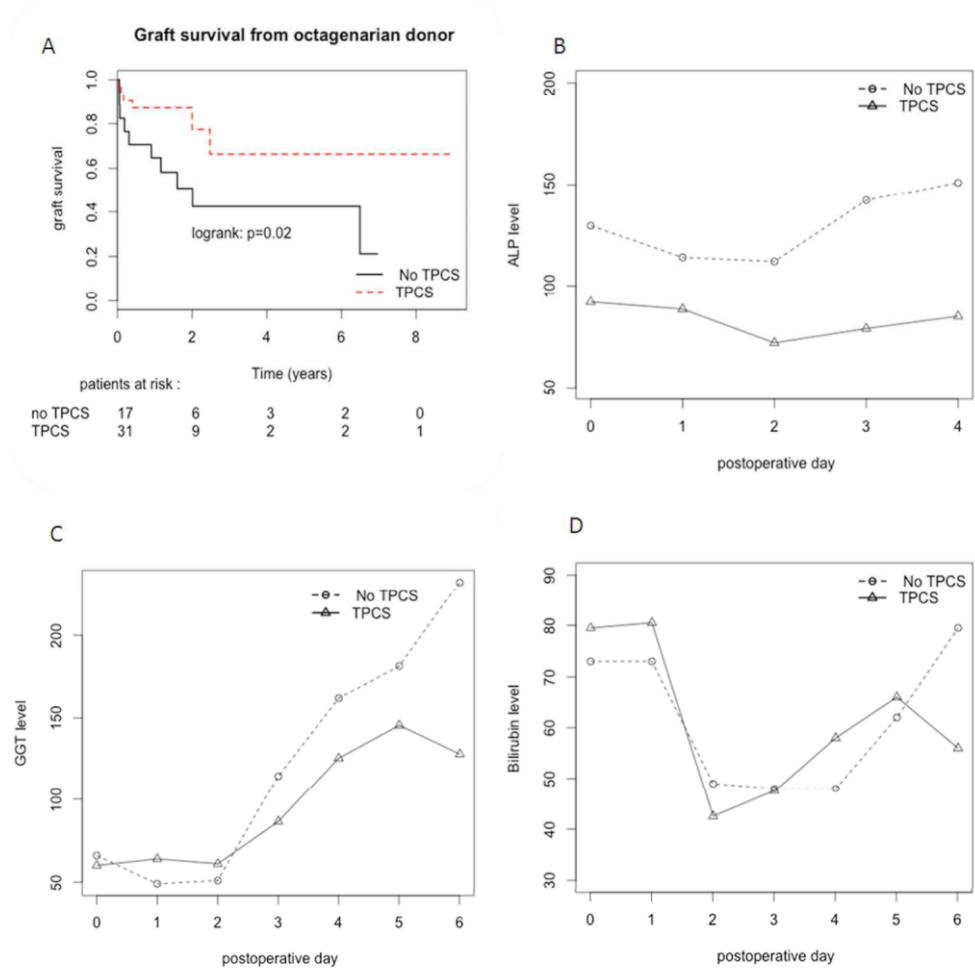 A
Graft survival from octagenarian donor
graft survival
1.0
0.8
0.6
0.4
0.2
0.0
logrank: p=0.02
No TPCS
TPCS
0 2 4 6 8
Time (years)
patients at risk :
no TPCS 17 6 3 2 0
TPCS 31 9 2 2 1
B
ALP level
200
150
100
50
No TPCS
TPCS
0 1 2 3 4
postoperative day
C
GGT level
200
150
100
50
No TPCS
TPCS
0 1 2 3 4 5 6
postoperative day
D
Bilirubin level
90
80
70
60
50
40
30
No TPCS
TPCS
0 1 2 3 4 5 6
postoperative day